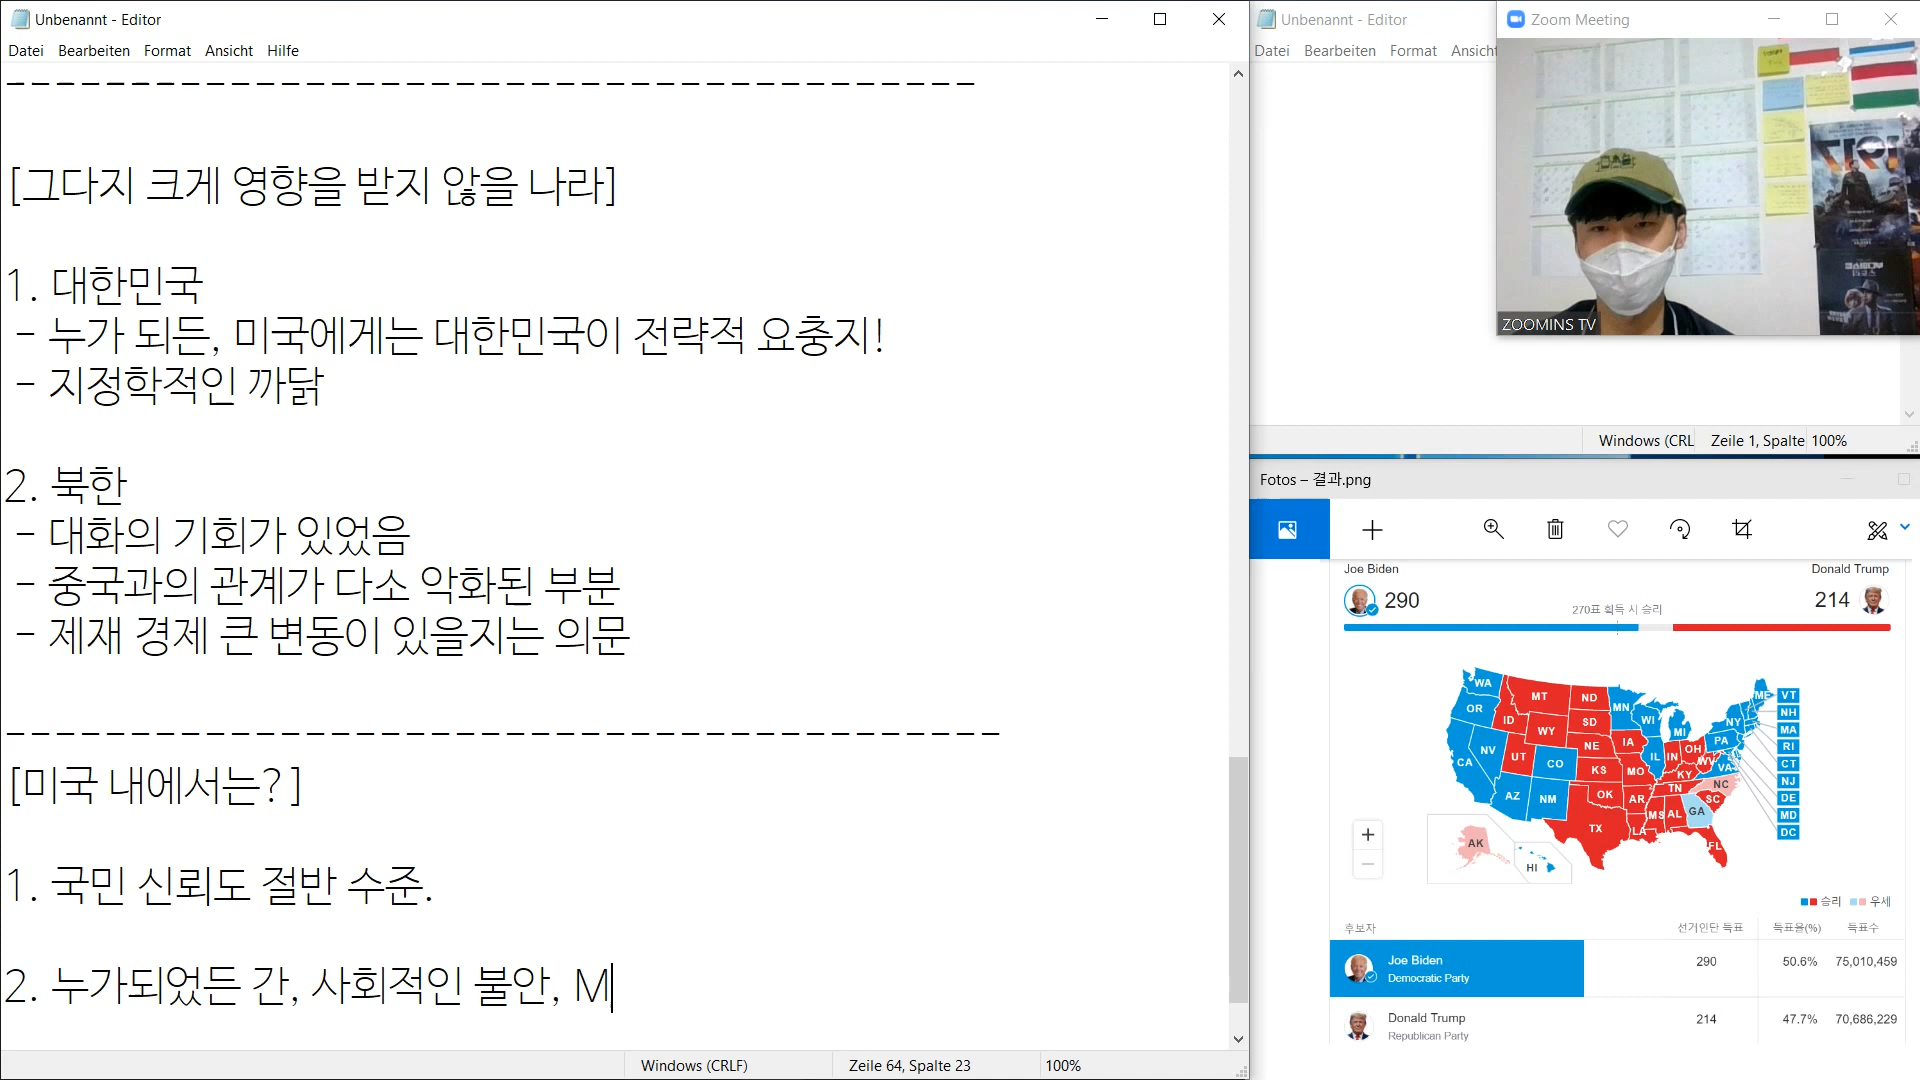 Unbenannt - Editor
Datei Bearbeiten Format Ansicht Hilfe
---------------------------------------
[그다지 크게 영향을 받지 않을 나라]
1. 대한민국
- 누가 되든, 미국에게는 대한민국이 전략적 요충지!
- 지정학적인 까닭
2. 북한
- 대화의 기회가 있었음
- 중국과의 관계가 다소 악화된 부분
- 제재 경제 큰 변동이 있을지는 의문
----------------------------------------
[미국 내에서는?]
1. 국민 신뢰도 절반 수준.
2. 누가되었든 간, 사회적인 불안, M
Windows (CRLF) Zeile 64, Spalte 23 100%
Unbenannt - Editor
Datei Bearbeiten Format Ansicht
Zoom Meeting
ZOOMINS TV
Windows (CRL Zeile 1, Spalte 100%
Fotos – 결과.png
Joe Biden Donald Trump
290 270표 획득 시 승리 214
WA
MT
ND
MN
ME
VT
OR
ID
SD
WI
MI
NY
NH
WY
MA
NV
UT
NE
IA
PA
RI
CA
CO
KS
MO
IL
IN
OH
WV
VA
CT
KY
NJ
AZ
NM
OK
AR
TN
NC
DE
SC
MD
TX
LA
MS
AL
GA
DC
FL
AK
HI
승리 우세
후보자 선거인단 득표 득표율(%) 득표수
Joe Biden
Democratic Party
290 50.6% 75,010,459
Donald Trump
Republican Party
214 47.7% 70,686,229